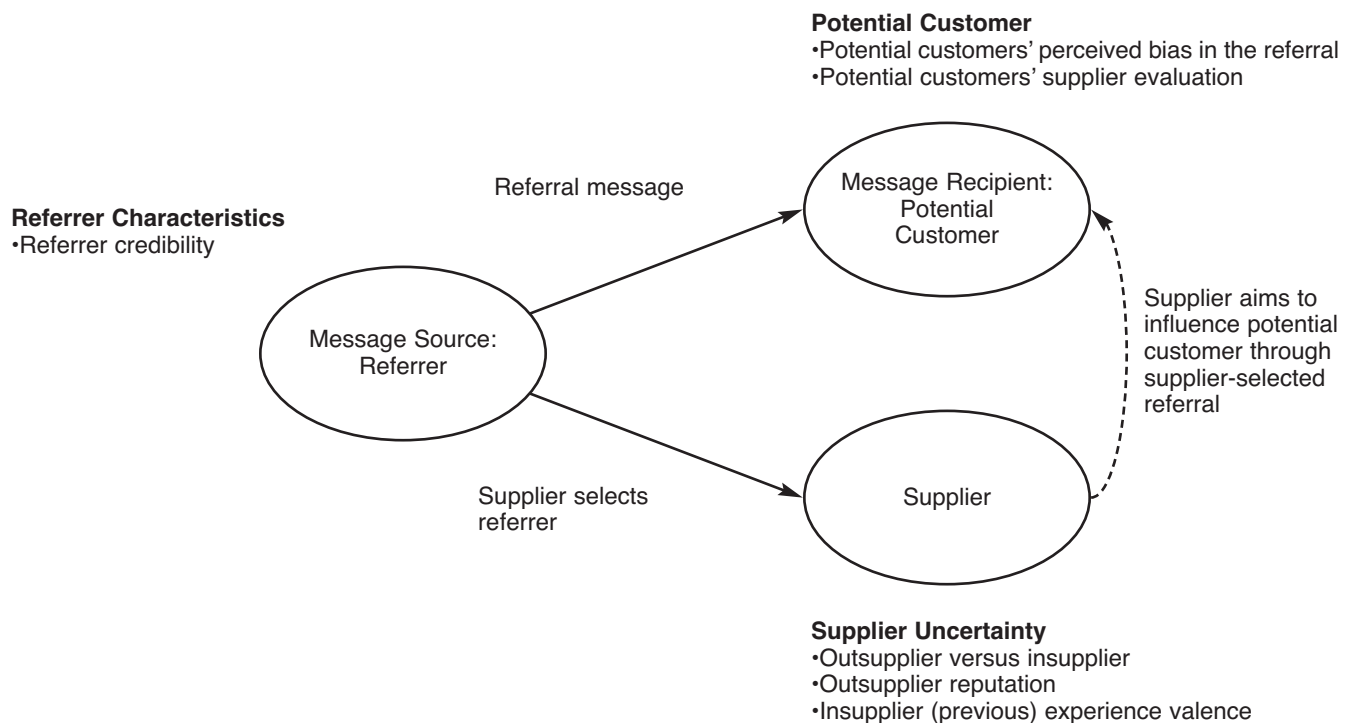 Potential Customer
•Potential customers’ perceived bias in the referral
•Potential customers’ supplier evaluation
Message Recipient:
Potential
Customer
Referral message
Referrer Characteristics
•Referrer credibility
Message Source:
Referrer
Supplier aims to
influence potential
customer through
supplier-selected
referral
Supplier selects
referrer
Supplier
Supplier Uncertainty
•Outsupplier versus insupplier
•Outsupplier reputation
•Insupplier (previous) experience valence